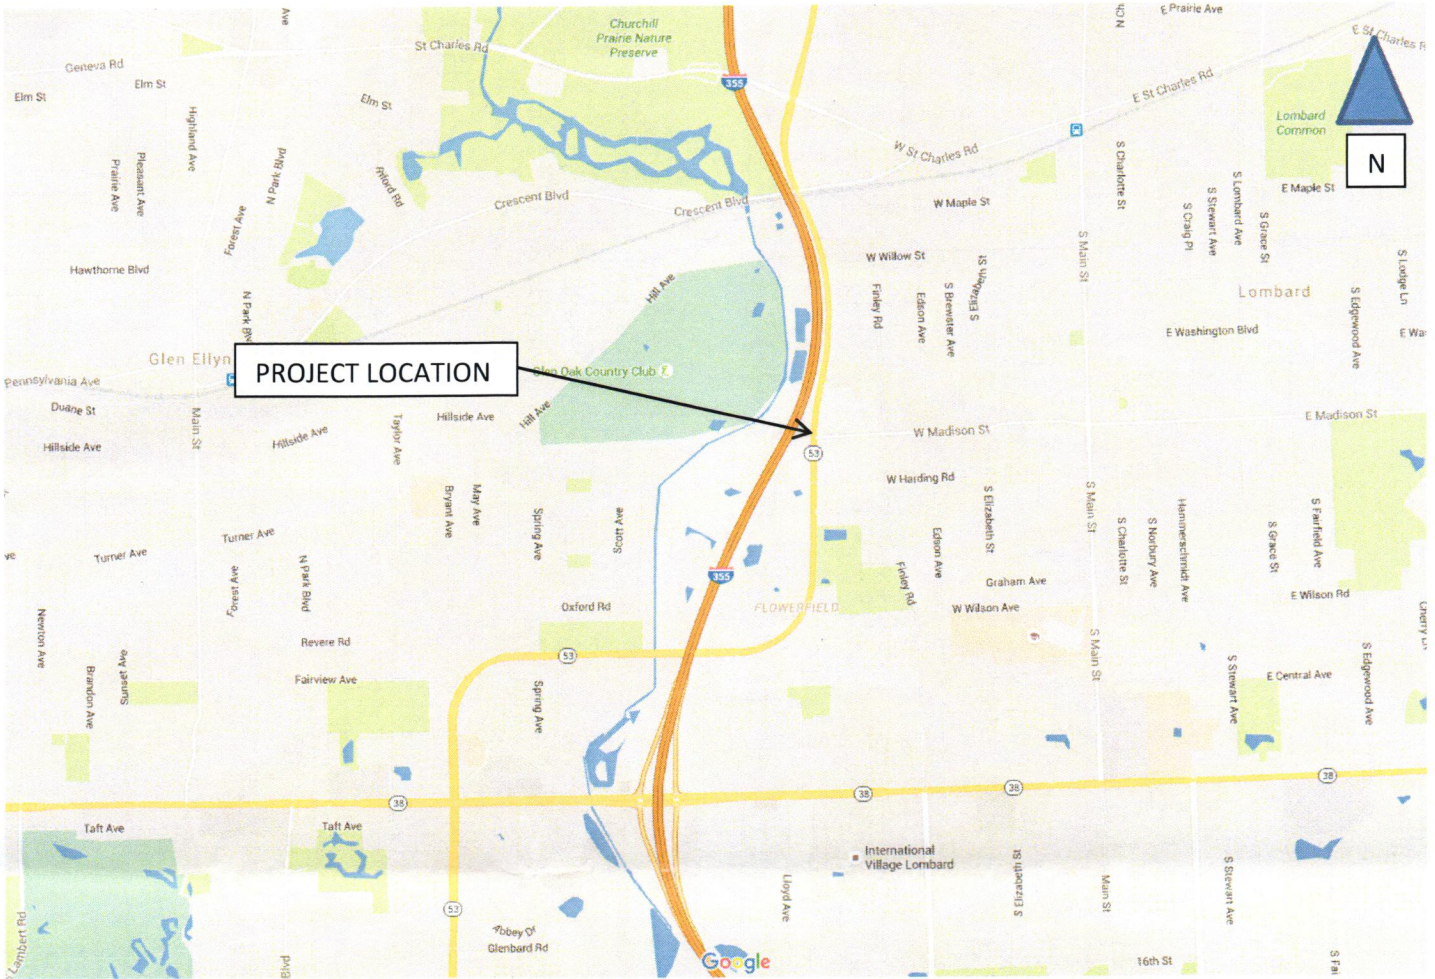 Ave
Churchill
Prairie Nature
Preserve
E Prairie Ave
St Charles Rd
Geneva Rd
Elm St
Elm St
Elm St
355
E St Charles Rd
Lombard
Common
N
Highland Ave
Prairie Ave
Pleasant Ave
N Park Blvd
Forest Ave
W St Charles Rd
S Charlotte St
Crescent Blvd
Crescent Blvd
W Maple St
E Maple St
S Craig Pl
S Stewart Ave
S Lombard Ave
S Grace St
Hawthorne Blvd
Hill Ave
W Willow St
S Main St
S Elizabeth St
Finley Rd
Edson Ave
S Brewster Ave
Lombard
S Lodge Ln
S Edgewood Ave
E Washington Blvd
Glen Ellyn
PROJECT LOCATION
Glen Oak Country Club
Pennsylvania Ave
Duane St
Main St
Hillside Ave
Hillside Ave
Hillside Ave
Taylor Ave
Hill Ave
W Madison St
E Madison St
53
W Harding Rd
Bryant Ave
May Ave
Spring Ave
Scott Ave
S Elizabeth St
S Main St
S Charlotte St
S Norbury Ave
Hammerschmidt Ave
S Grace St
S Fairfield Ave
Turner Ave
Turner Ave
Forest Ave
N Park Blvd
355
Edson Ave
Finley Rd
Graham Ave
Oxford Rd
FLOWERFIELD
W Wilson Ave
E Wilson Rd
Newton Ave
Revere Rd
53
S Main St
Sunset Ave
Brandon Ave
Fairview Ave
Spring Ave
S Stewart Ave
E Central Ave
S Edgewood Ave
38
38
38
38
Taft Ave
Taft Ave
International
Village Lombard
Lloyd Ave
S Elizabeth St
Main St
S Stewart Ave
Lambert Rd
53
Abbey Dr
Glenbard Rd
Google
16th St